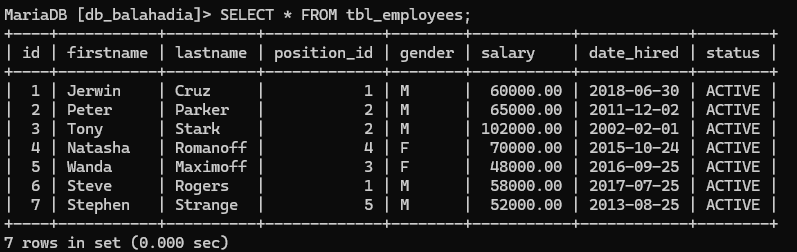 MariaDB [db_balahadia]> SELECT * FROM tbl_employees;
+----+-----------+----------+-------------+--------+-----------+------------+--------+
| id | firstname | lastname | position_id | gender | salary    | date_hired | status |
+----+-----------+----------+-------------+--------+-----------+------------+--------+
|  1 | Jerwin    | Cruz     |           1 | M      |  60000.00 | 2018-06-30 | ACTIVE |
|  2 | Peter     | Parker   |           2 | M      |  65000.00 | 2011-12-02 | ACTIVE |
|  3 | Tony      | Stark    |           2 | M      | 102000.00 | 2002-02-01 | ACTIVE |
|  4 | Natasha   | Romanoff |           4 | F      |  70000.00 | 2015-10-24 | ACTIVE |
|  5 | Wanda     | Maximoff |           3 | F      |  48000.00 | 2016-09-25 | ACTIVE |
|  6 | Steve     | Rogers   |           1 | M      |  58000.00 | 2017-07-25 | ACTIVE |
|  7 | Stephen   | Strange  |           5 | M      |  52000.00 | 2013-08-25 | ACTIVE |
+----+-----------+----------+-------------+--------+-----------+------------+--------+
7 rows in set (0.000 sec)